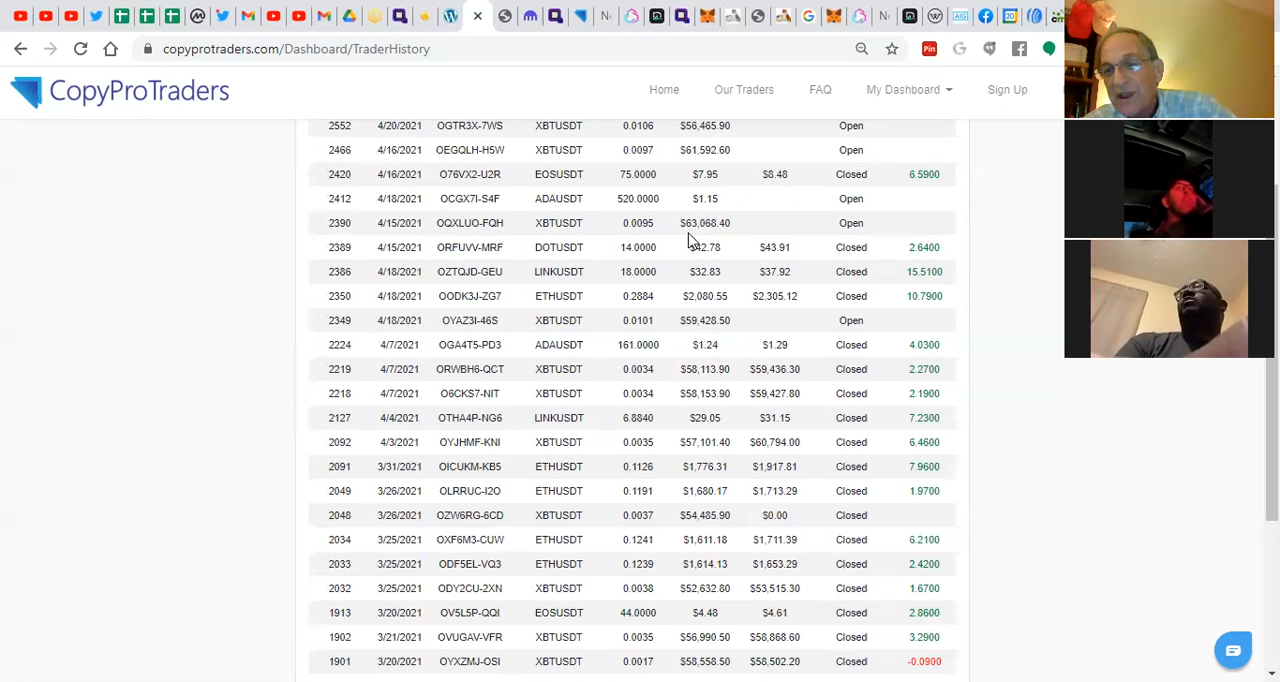 copyprotraders.com/Dashboard/TraderHistory
Pin
CopyProTraders
Home
Our Traders
FAQ
My Dashboard
Sign Up
2552 4/20/2021 OGTR3X-7WS XBTUSDT 0.0106 $56,465.90 Open
2466 4/16/2021 OEGQLH-H5W XBTUSDT 0.0097 $61,592.60 Open
2420 4/16/2021 O76VX2-U2R EOSUSDT 75.0000 $7.95 $8.48 Closed 6.5900
2412 4/18/2021 OCGX7I-S4F ADAUSDT 520.0000 $1.15 Open
2390 4/15/2021 OQXLUO-FQH XBTUSDT 0.0095 $63,068.40 Open
2389 4/15/2021 ORFUVV-MRF DOTUSDT 14.0000 $42.78 $43.91 Closed 2.6400
2386 4/18/2021 OZTQJD-GEU LINKUSDT 18.0000 $32.83 $37.92 Closed 15.5100
2350 4/18/2021 OODK3J-ZG7 ETHUSDT 0.2884 $2,080.55 $2,305.12 Closed 10.7900
2349 4/18/2021 OYAZ3I-46S XBTUSDT 0.0101 $59,428.50 Open
2224 4/7/2021 OGA4T5-PD3 ADAUSDT 161.0000 $1.24 $1.29 Closed 4.0300
2219 4/7/2021 ORWBH6-QCT XBTUSDT 0.0034 $58,113.90 $59,436.30 Closed 2.2700
2218 4/7/2021 O6CKS7-NIT XBTUSDT 0.0034 $58,153.90 $59,427.80 Closed 2.1900
2127 4/4/2021 OTHA4P-NG6 LINKUSDT 6.8840 $29.05 $31.15 Closed 7.2300
2092 4/3/2021 OYJHMF-KNI XBTUSDT 0.0035 $57,101.40 $60,794.00 Closed 6.4600
2091 3/31/2021 OICUKM-KB5 ETHUSDT 0.1126 $1,776.31 $1,917.81 Closed 7.9600
2049 3/26/2021 OLRRUC-I2O ETHUSDT 0.1191 $1,680.17 $1,713.29 Closed 1.9700
2048 3/26/2021 OZW6RG-6CD XBTUSDT 0.0037 $54,485.90 $0.00 Closed
2034 3/25/2021 OXF6M3-CUW ETHUSDT 0.1241 $1,611.18 $1,711.39 Closed 6.2100
2033 3/25/2021 ODF5EL-VQ3 ETHUSDT 0.1239 $1,614.13 $1,653.29 Closed 2.4200
2032 3/25/2021 ODY2CU-2XN XBTUSDT 0.0038 $52,632.80 $53,515.30 Closed 1.6700
1913 3/20/2021 OV5L5P-QQI EOSUSDT 44.0000 $4.48 $4.61 Closed 2.8600
1902 3/21/2021 OVUGAV-VFR XBTUSDT 0.0035 $56,990.50 $58,868.60 Closed 3.2900
1901 3/20/2021 OYXZMJ-OSI XBTUSDT 0.0017 $58,558.50 $58,502.20 Closed -0.0900